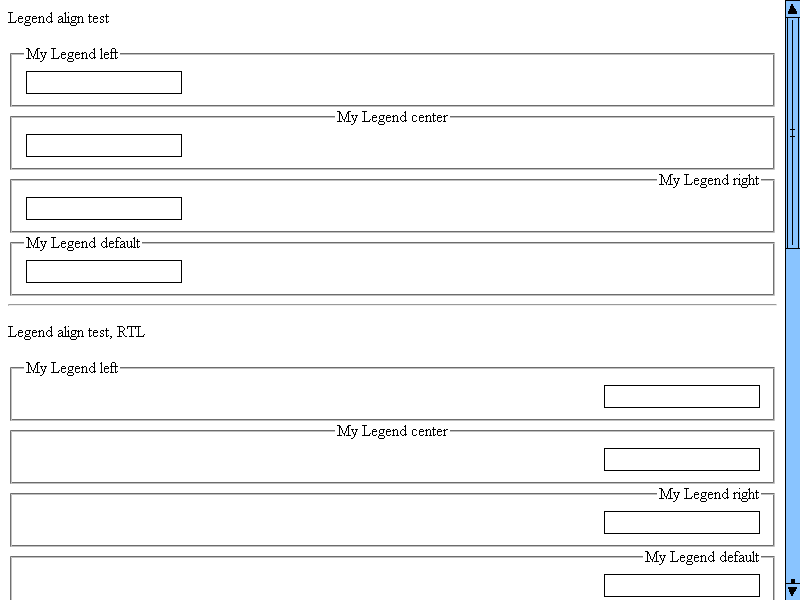 Legend align test
My Legend left
My Legend center
My Legend right
My Legend default
Legend align test, RTL
My Legend left
My Legend center
My Legend right
My Legend default